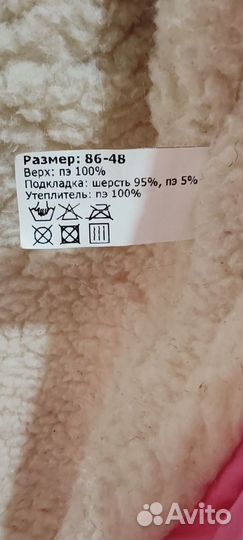 Размер: 86-48
Верх: пэ 100%
Подкладка: шерсть 95%, пэ 5%
Утеплитель: пэ 100%
Avito